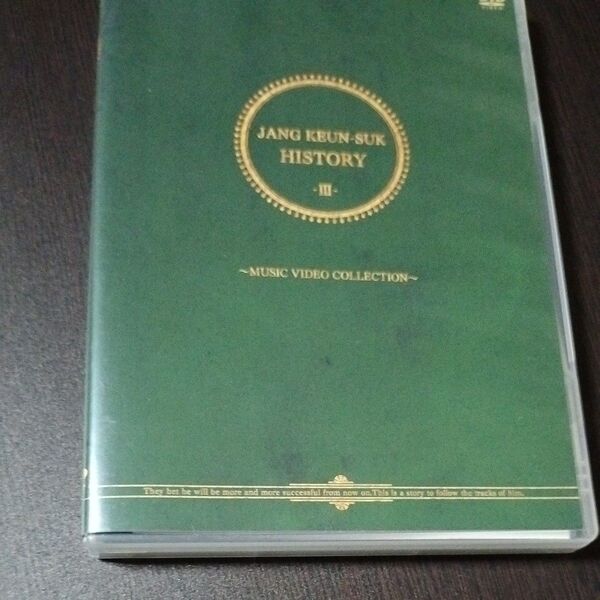 VIDEO
JANG KEUN-SUK
HISTORY
-III-
~MUSIC VIDEO COLLECTION~
They bet he will be more and more successful from now on.This is a story to follow the tracks of him.